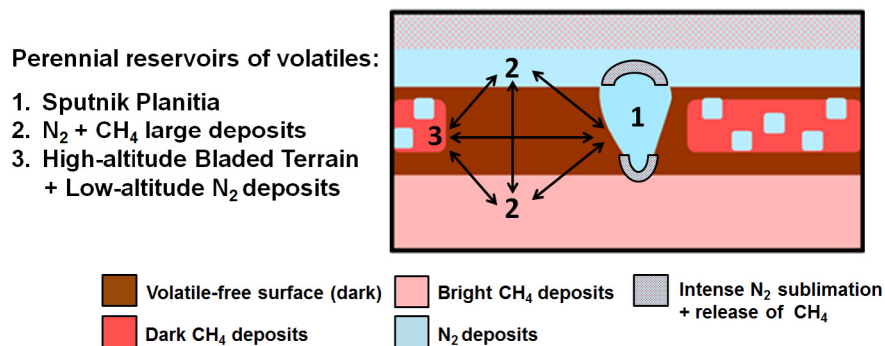 Perennial reservoirs of volatiles:
1. Sputnik Planitia
2. N₂ + CH₄ large deposits
3. High-altitude Bladed Terrain
+ Low-altitude N₂ deposits
2
1
3
2
Volatile-free surface (dark)
Bright CH₄ deposits
Intense N₂ sublimation
+ release of CH₄
Dark CH₄ deposits
N₂ deposits